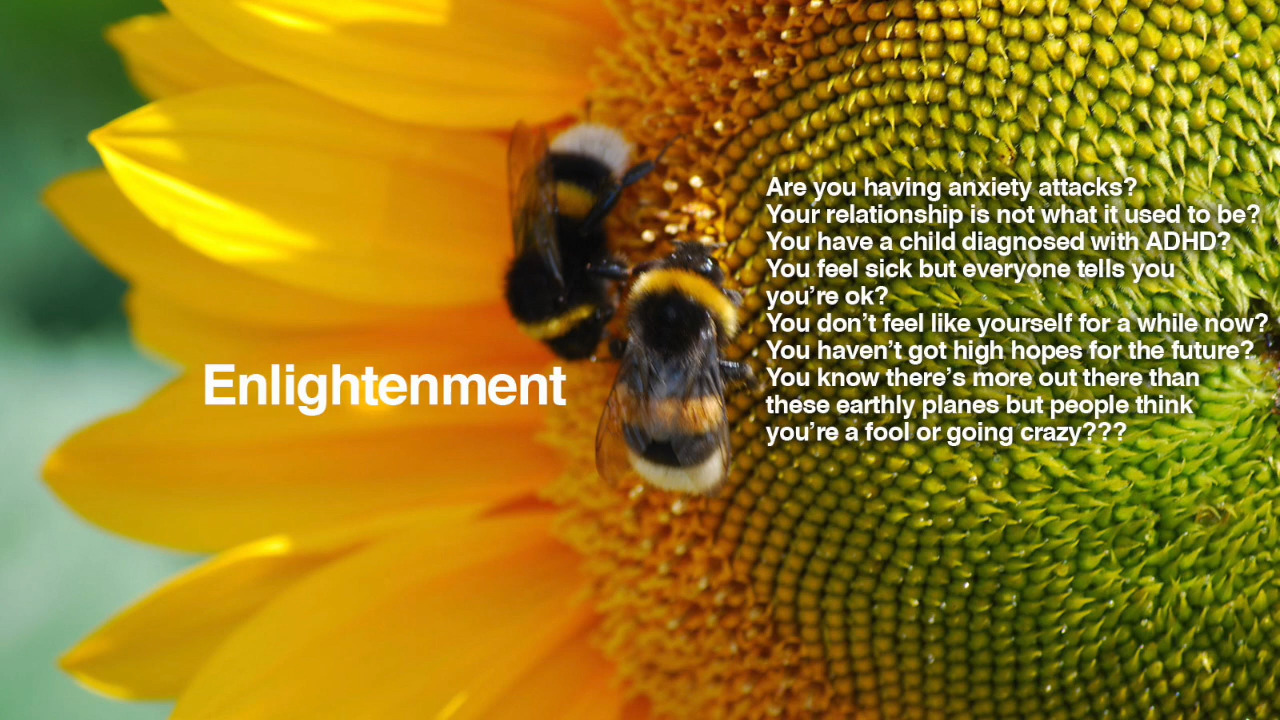 Enlightenment
Are you having anxiety attacks?
Your relationship is not what it used to be?
You have a child diagnosed with ADHD?
You feel sick but everyone tells you
you’re ok?
You don’t feel like yourself for a while now?
You haven’t got high hopes for the future?
You know there’s more out there than
these earthly planes but people think
you’re a fool or going crazy???